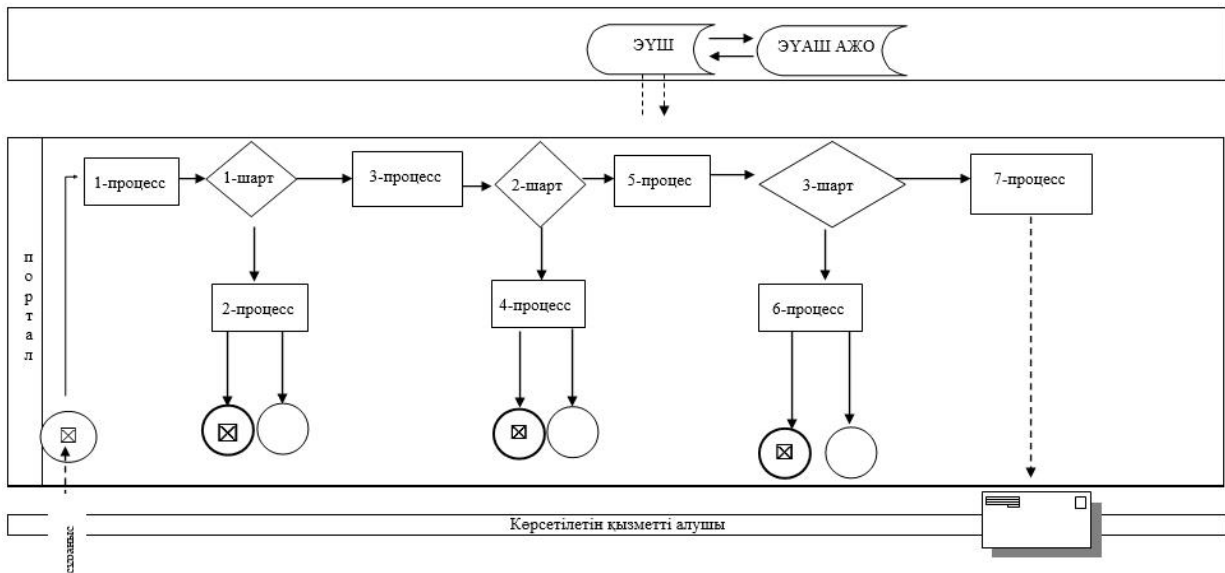 ЭҮШ
ЭҮАШ АЖО
1-процесс
1-шарт
3-процесс
2-шарт
5-процес
3-шарт
7-процесс
портал
2-процесс
4-процесс
6-процесс
Көрсетілетін қызметті алушы